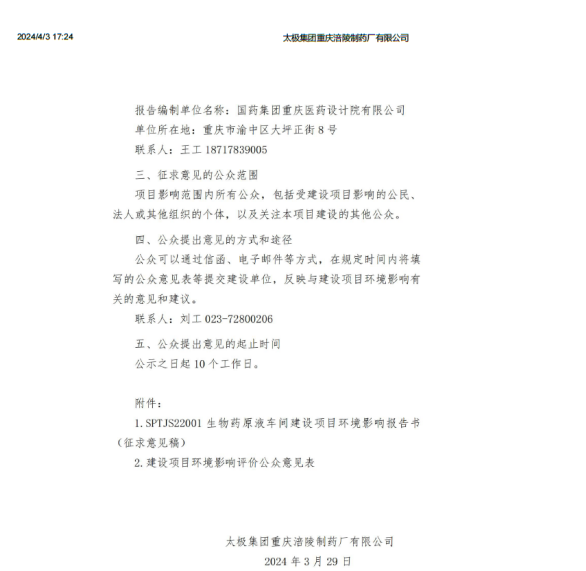 2024/4/3 17:24
太极集团重庆涪陵制药厂有限公司
报告编制单位名称：国药集团重庆医药设计院有限公司
单位所在地：重庆市渝中区大坪正街 8 号
联系人：王工 18717839005
三、征求意见的公众范围
项目影响范围内所有公众，包括受建设项目影响的公民、
法人或其他组织的个体，以及关注本项目建设的其他公众。
四、公众提出意见的方式和途径
公众可以通过信函、电子邮件等方式，在规定时间内将填
写的公众意见表等提交建设单位，反映与建设项目环境影响有
关的意见和建议。
联系人：刘工 023-72800206
五、公众提出意见的起止时间
公示之日起 10 个工作日。
附件：
1.SPTJS22001 生物药原液车间建设项目环境影响报告书
（征求意见稿）
2.建设项目环境影响评价公众意见表
太极集团重庆涪陵制药厂有限公司
2024 年 3 月 29 日